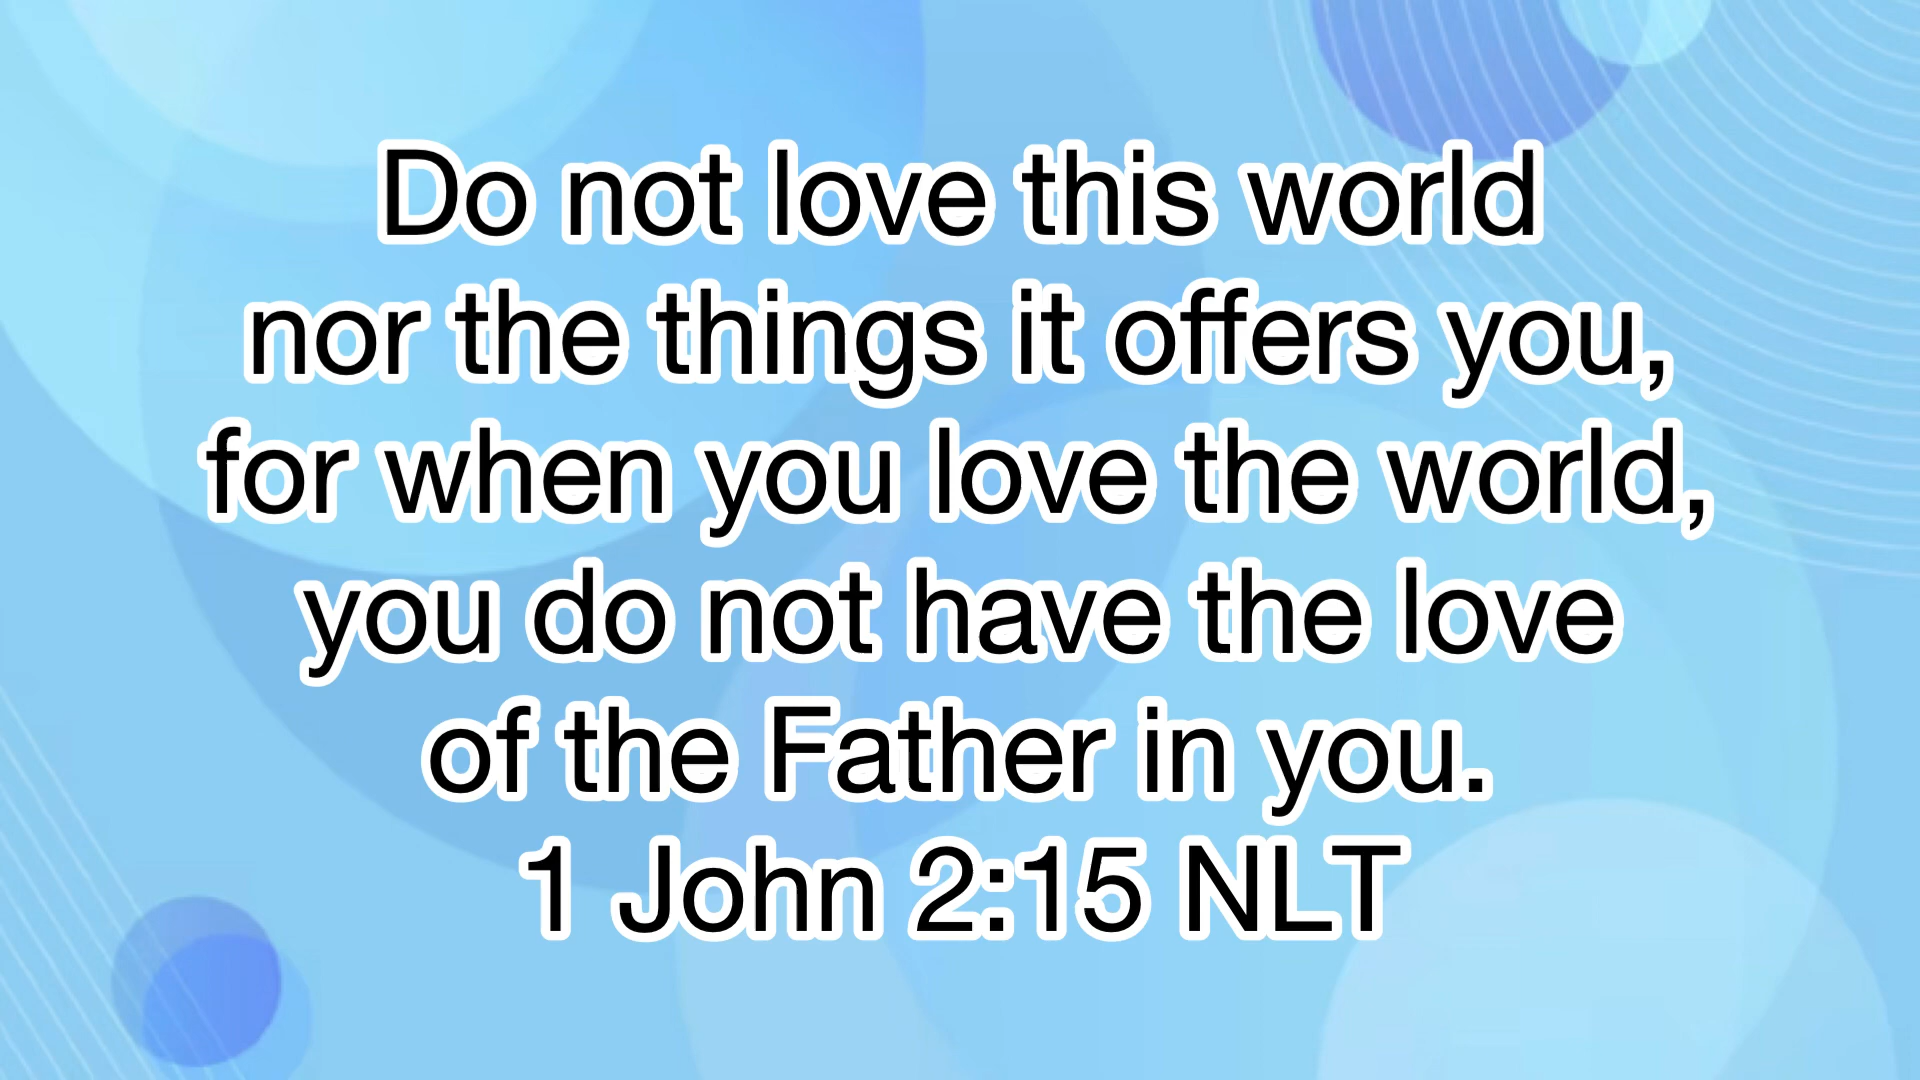 Do not love this world
nor the things it offers you,
for when you love the world,
you do not have the love
of the Father in you.
1 John 2:15 NLT